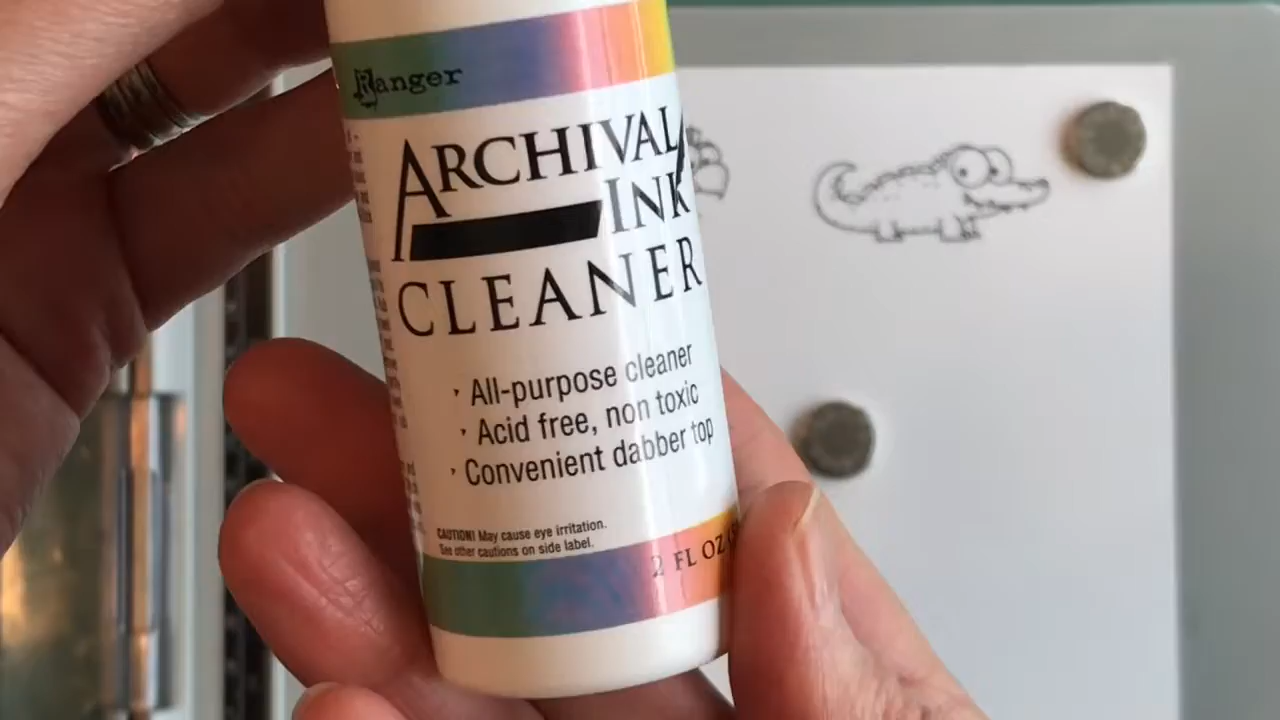 Ranger
ARCHIVAL
INK
CLEANER
· All-purpose cleaner
· Acid free, non toxic
· Convenient dabber top
CAUTION! May cause eye irritation.
See other cautions on side label.
2 FL OZ